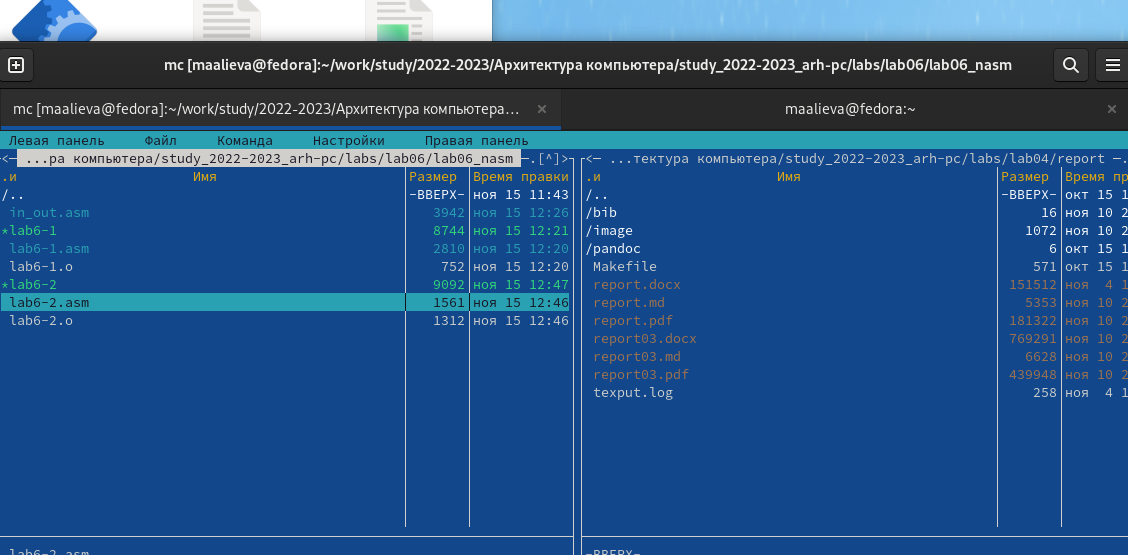 mc [maalieva@fedora]:~/work/study/2022-2023/Архитектура компьютера/study_2022-2023_arh-pc/labs/lab06/lab06_nasm
mc [maalieva@fedora]:~/work/study/2022-2023/Архитектура компьютера... ×
maalieva@fedora:~ ×
Левая панель Файл Команда Настройки Правая панель
<─ ...ра компьютера/study_2022-2023_arh-pc/labs/lab06/lab06_nasm ─.[^]>
.и Имя Размер Время правки
/.. -ВВЕРХ- ноя 15 11:43
in_out.asm 3942 ноя 15 12:26
*lab6-1 8744 ноя 15 12:21
lab6-1.asm 2810 ноя 15 12:20
lab6-1.o 752 ноя 15 12:20
*lab6-2 9092 ноя 15 12:47
lab6-2.asm 1561 ноя 15 12:46
lab6-2.o 1312 ноя 15 12:46
lab6-2.asm
<─ ...тектура компьютера/study_2022-2023_arh-pc/labs/lab04/report ─.
.и Имя Размер Время пр
/.. -ВВЕРХ- окт 15 1
/bib 16 ноя 10 2
/image 1072 ноя 10 2
/pandoc 6 окт 15 1
Makefile 571 окт 15 1
report.docx 151512 ноя 4 1
report.md 5353 ноя 10 2
report.pdf 181322 ноя 10 2
report03.docx 769291 ноя 10 2
report03.md 6628 ноя 10 2
report03.pdf 439948 ноя 10 2
texput.log 258 ноя 4 1
-ВВЕРХ-